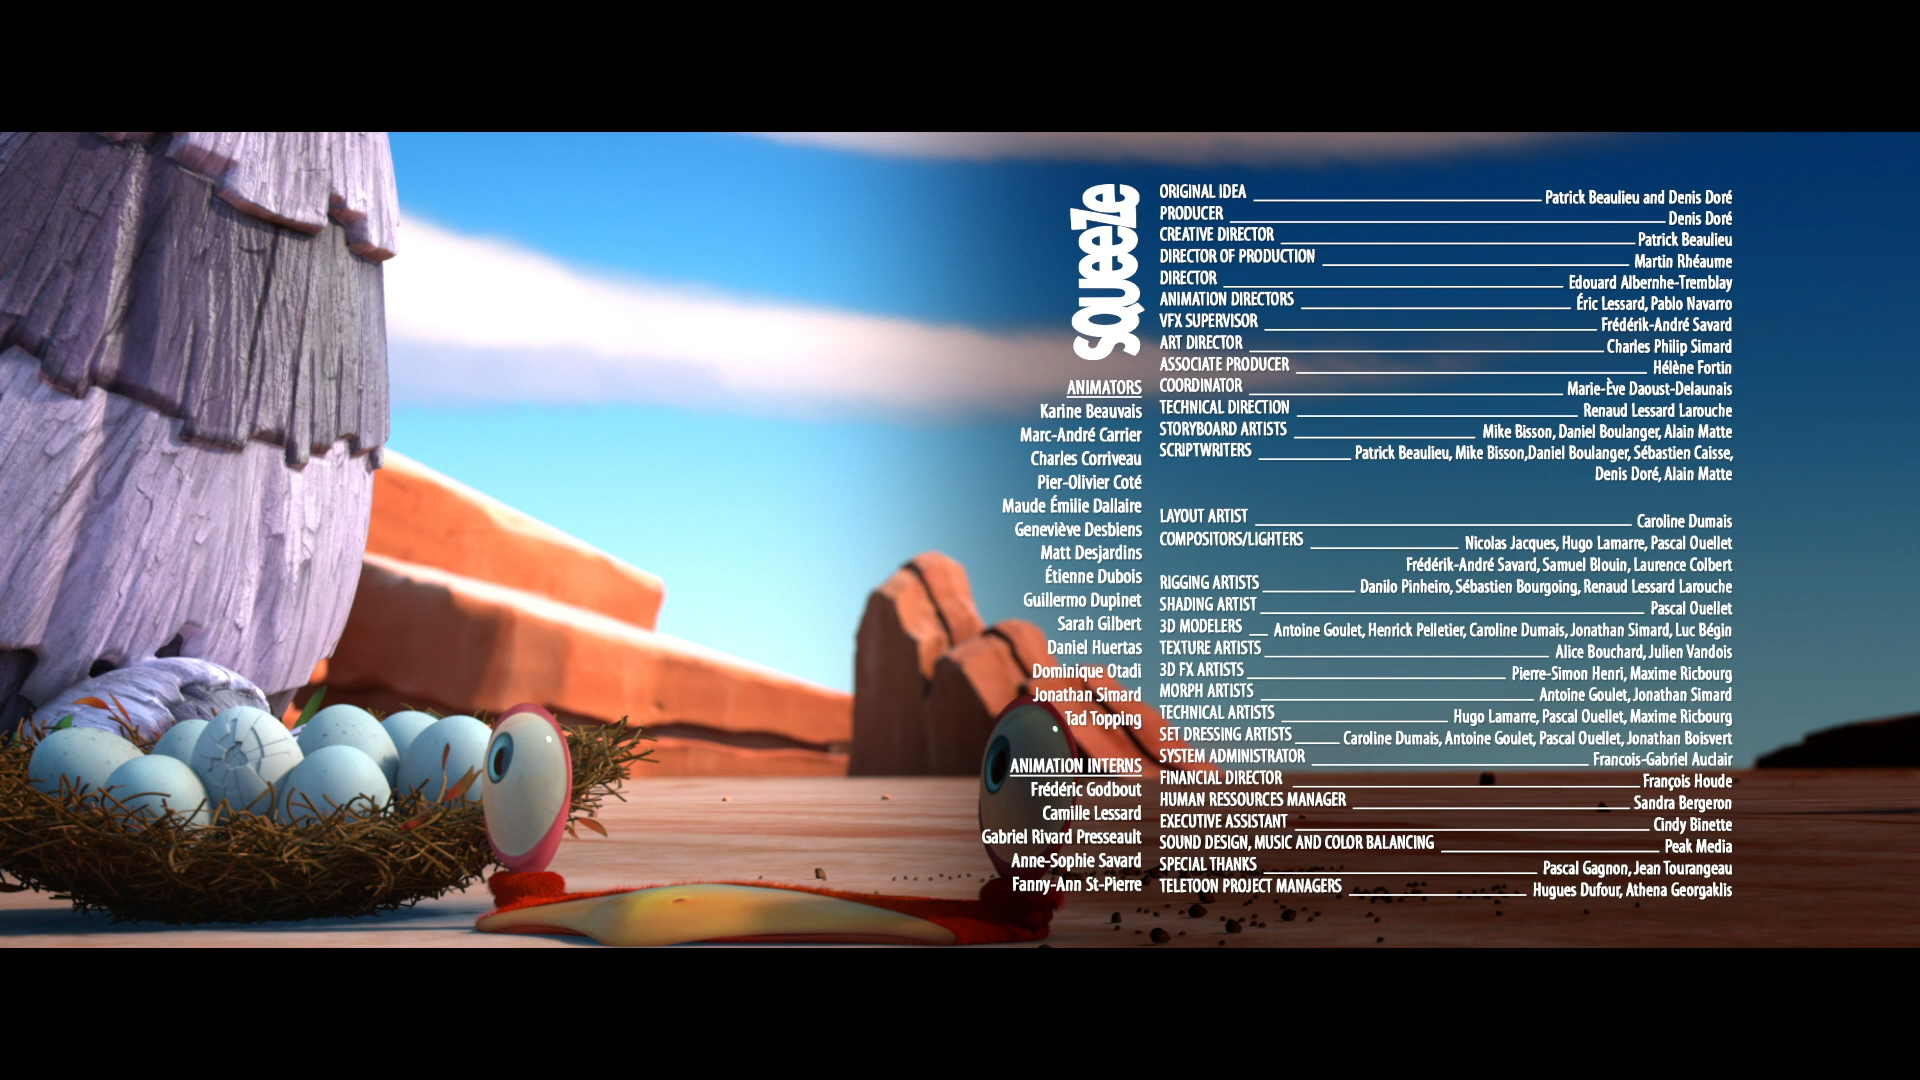 squeeze
ANIMATORS
Karine Beauvais
Marc-André Carrier
Charles Corriveau
Pier-Olivier Coté
Maude Émilie Dallaire
Geneviève Desbiens
Matt Desjardins
Étienne Dubois
Guillermo Dupinet
Sarah Gilbert
Daniel Huertas
Dominique Otadi
Jonathan Simard
Tad Topping
ANIMATION INTERNS
Frédéric Godbout
Camille Lessard
Gabriel Rivard Presseault
Anne-Sophie Savard
Fanny-Ann St-Pierre
ORIGINAL IDEA Patrick Beaulieu and Denis Doré
PRODUCER Denis Doré
CREATIVE DIRECTOR Patrick Beaulieu
DIRECTOR OF PRODUCTION Martin Rhéaume
DIRECTOR Edouard Albernhe-Tremblay
ANIMATION DIRECTORS Éric Lessard, Pablo Navarro
VFX SUPERVISOR Frédérik-André Savard
ART DIRECTOR Charles Philip Simard
ASSOCIATE PRODUCER Hélène Fortin
COORDINATOR Marie-Ève Daoust-Delaunais
TECHNICAL DIRECTION Renaud Lessard Larouche
STORYBOARD ARTISTS Mike Bisson, Daniel Boulanger, Alain Matte
SCRIPTWRITERS Patrick Beaulieu, Mike Bisson,Daniel Boulanger, Sébastien Caisse,
Denis Doré, Alain Matte
LAYOUT ARTIST Caroline Dumais
COMPOSITORS/LIGHTERS Nicolas Jacques, Hugo Lamarre, Pascal Ouellet
Frédérik-André Savard, Samuel Blouin, Laurence Colbert
RIGGING ARTISTS Danilo Pinheiro, Sébastien Bourgoing, Renaud Lessard Larouche
SHADING ARTIST Pascal Ouellet
3D MODELERS Antoine Goulet, Henrick Pelletier, Caroline Dumais, Jonathan Simard, Luc Bégin
TEXTURE ARTISTS Alice Bouchard, Julien Vandois
3D FX ARTISTS Pierre-Simon Henri, Maxime Ricbourg
MORPH ARTISTS Antoine Goulet, Jonathan Simard
TECHNICAL ARTISTS Hugo Lamarre, Pascal Ouellet, Maxime Ricbourg
SET DRESSING ARTISTS Caroline Dumais, Antoine Goulet, Pascal Ouellet, Jonathan Boisvert
SYSTEM ADMINISTRATOR Francois-Gabriel Auclair
FINANCIAL DIRECTOR François Houde
HUMAN RESSOURCES MANAGER Sandra Bergeron
EXECUTIVE ASSISTANT Cindy Binette
SOUND DESIGN, MUSIC AND COLOR BALANCING Peak Media
SPECIAL THANKS Pascal Gagnon, Jean Tourangeau
TELETOON PROJECT MANAGERS Hugues Dufour, Athena Georgaklis